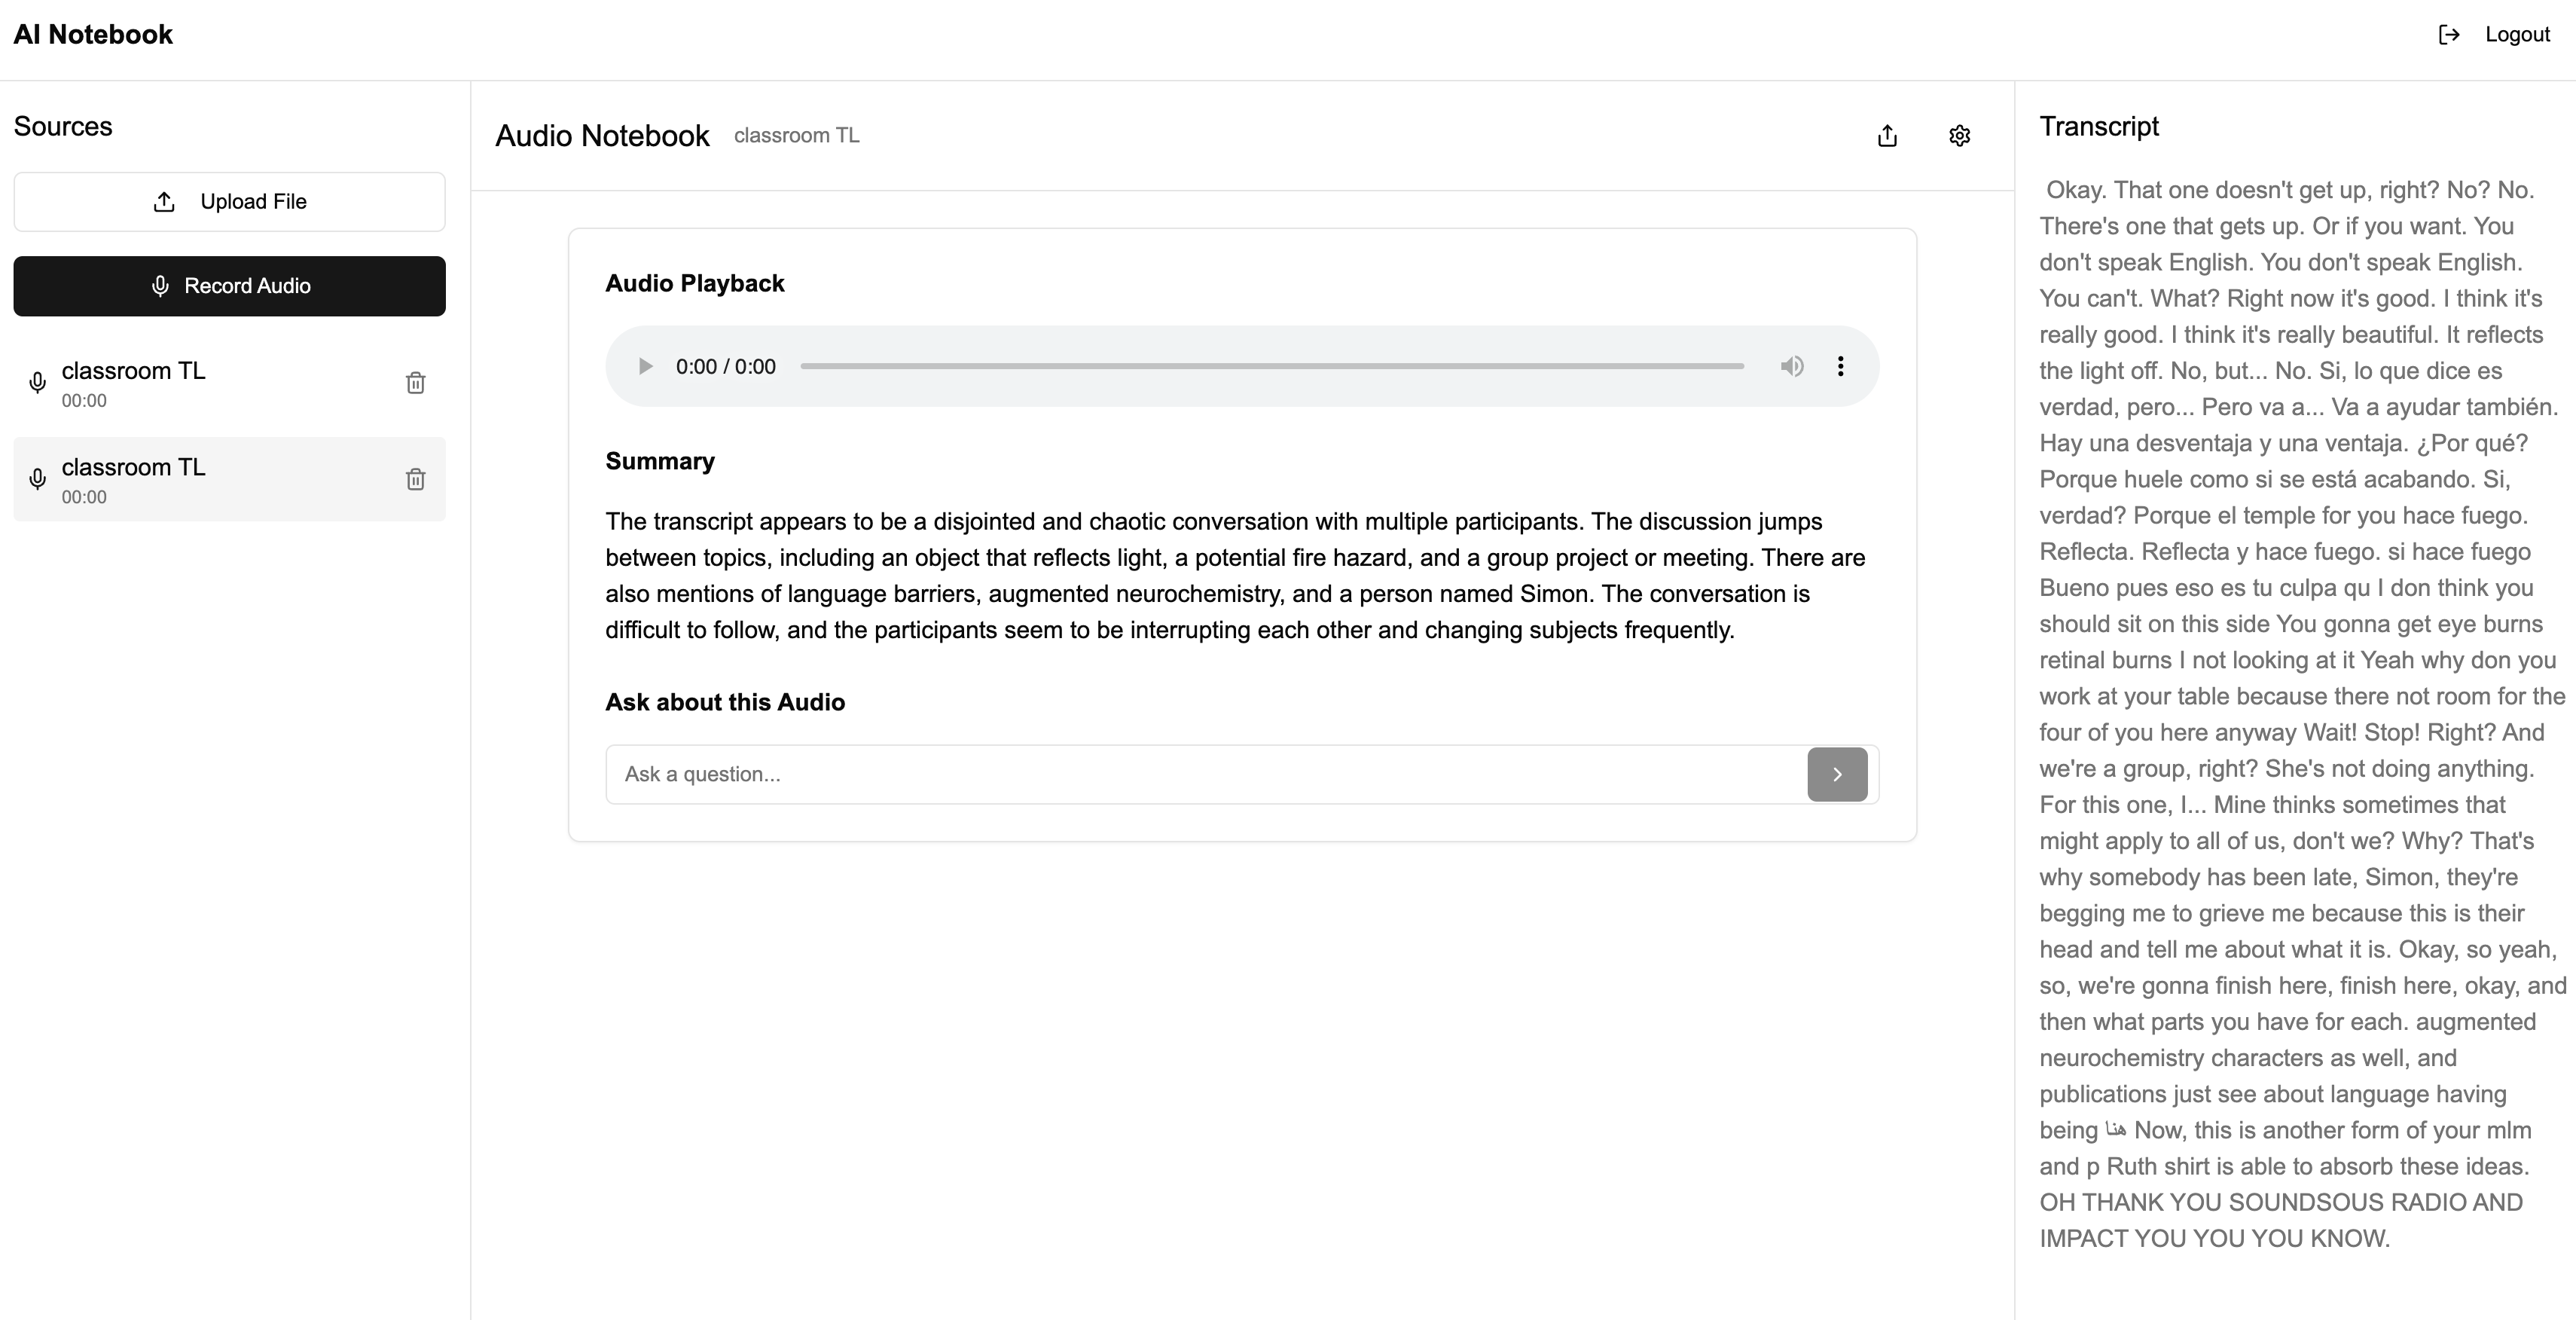 AI Notebook
Logout
Sources
Upload File
Record Audio
classroom TL
00:00
classroom TL
00:00
Audio Notebook classroom TL
Audio Playback
0:00 / 0:00
Summary
The transcript appears to be a disjointed and chaotic conversation with multiple participants. The discussion jumps
between topics, including an object that reflects light, a potential fire hazard, and a group project or meeting. There are
also mentions of language barriers, augmented neurochemistry, and a person named Simon. The conversation is
difficult to follow, and the participants seem to be interrupting each other and changing subjects frequently.
Ask about this Audio
Ask a question...
Transcript
Okay. That one doesn't get up, right? No? No.
There's one that gets up. Or if you want. You
don't speak English. You don't speak English.
You can't. What? Right now it's good. I think it's
really good. I think it's really beautiful. It reflects
the light off. No, but... No. Si, lo que dice es
verdad, pero... Pero va a... Va a ayudar también.
Hay una desventaja y una ventaja. ¿Por qué?
Porque huele como si se está acabando. Si,
verdad? Porque el temple for you hace fuego.
Reflecta. Reflecta y hace fuego. si hace fuego
Bueno pues eso es tu culpa qu I don think you
should sit on this side You gonna get eye burns
retinal burns I not looking at it Yeah why don you
work at your table because there not room for the
four of you here anyway Wait! Stop! Right? And
we're a group, right? She's not doing anything.
For this one, I... Mine thinks sometimes that
might apply to all of us, don't we? Why? That's
why somebody has been late, Simon, they're
begging me to grieve me because this is their
head and tell me about what it is. Okay, so yeah,
so, we're gonna finish here, finish here, okay, and
then what parts you have for each. augmented
neurochemistry characters as well, and
publications just see about language having
being هنا Now, this is another form of your mlm
and p Ruth shirt is able to absorb these ideas.
OH THANK YOU SOUNDSOUS RADIO AND
IMPACT YOU YOU YOU KNOW.